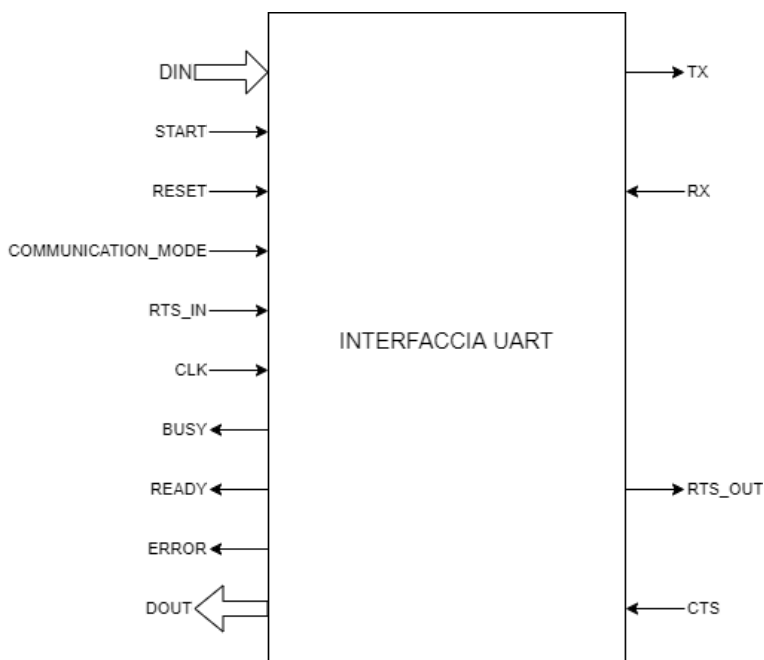 DIN
TX
START
RESET
RX
COMMUNICATION_MODE
RTS_IN
INTERFACCIA UART
CLK
BUSY
READY
RTS_OUT
ERROR
DOUT
CTS